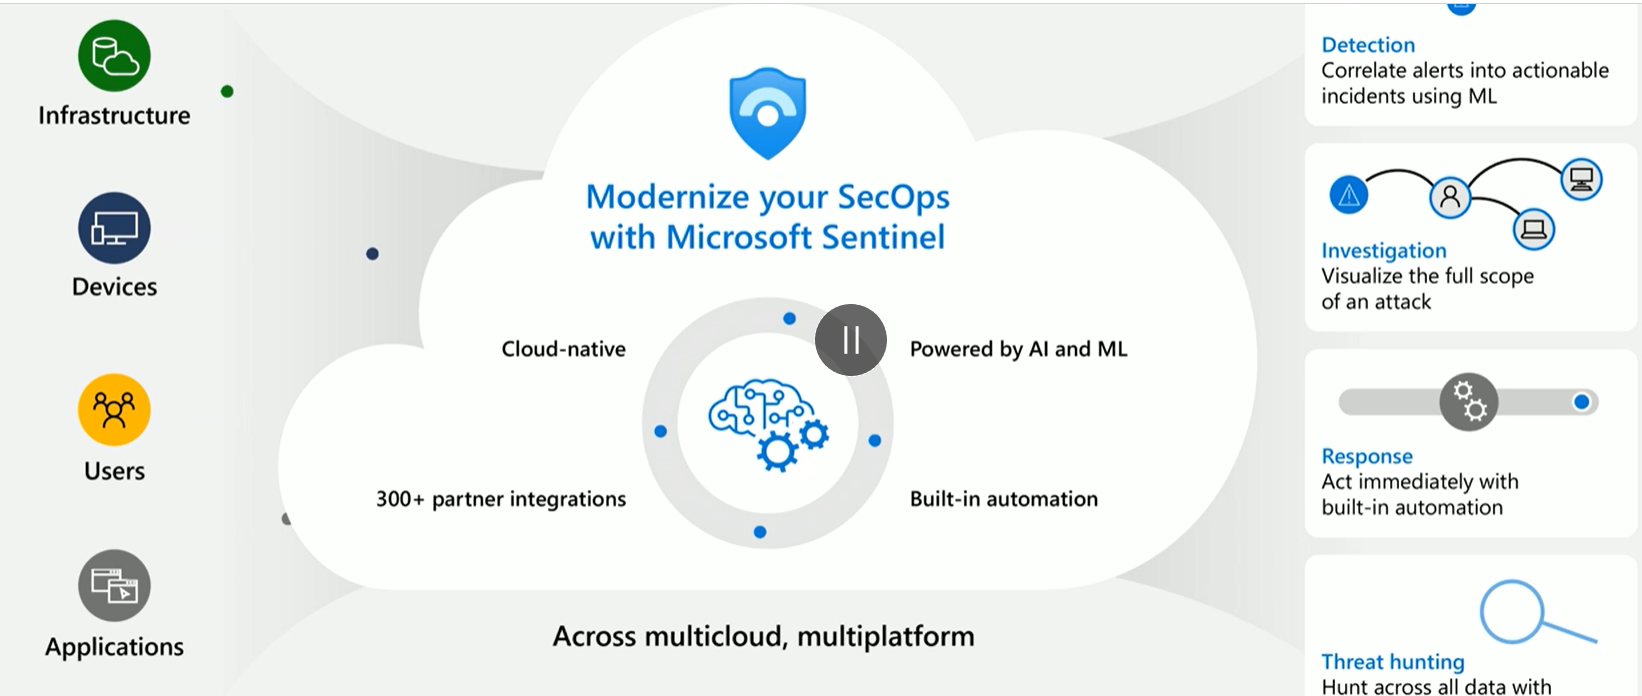 Infrastructure
Devices
Users
Applications
Modernize your SecOps
with Microsoft Sentinel
Cloud-native
Powered by AI and ML
300+ partner integrations
Built-in automation
Across multicloud, multiplatform
Detection
Correlate alerts into actionable
incidents using ML
Investigation
Visualize the full scope
of an attack
Response
Act immediately with
built-in automation
Threat hunting
Hunt across all data with